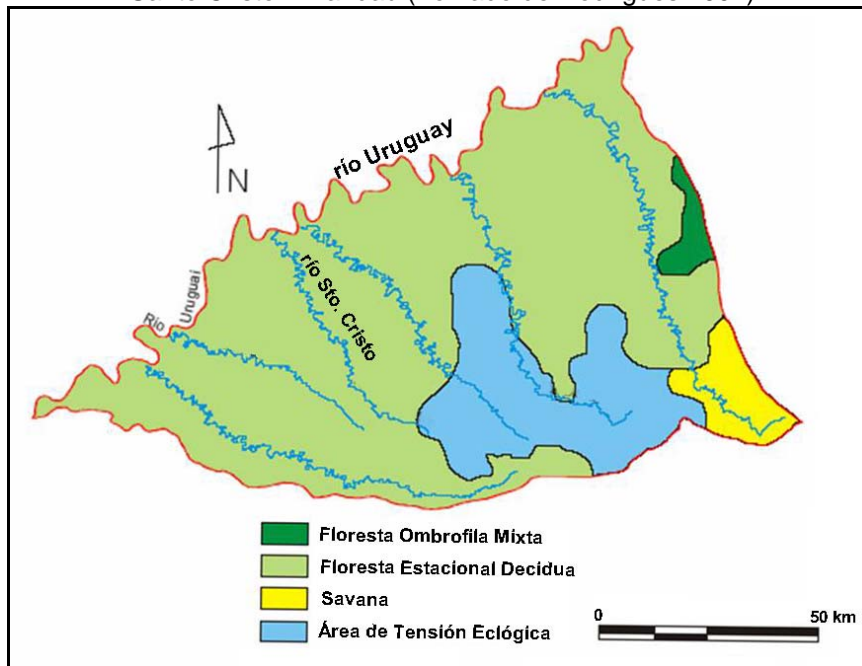 N
río Uruguay
Río Uruguai
río Sto. Cristo
Floresta Ombrofila Mixta
Floresta Estacional Decidua
Savana
Área de Tensión Eclógica
0 50 km